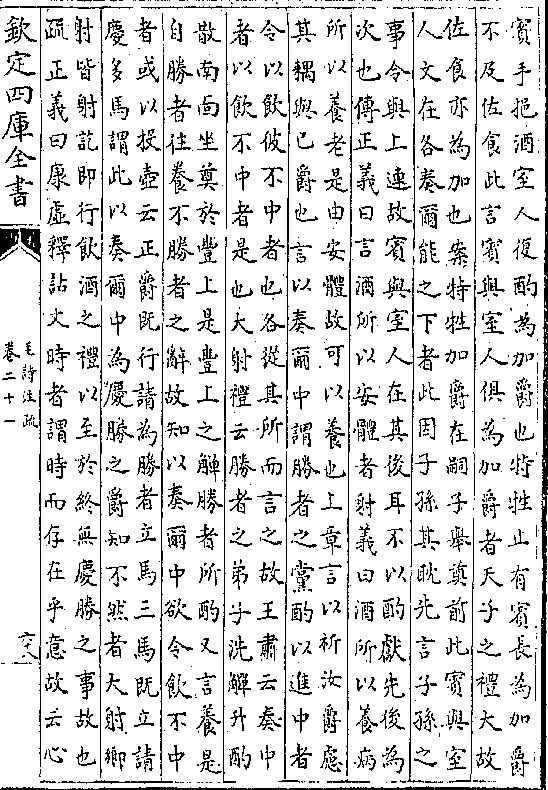 賓手挹酒室人復酌為加爵也特牲止有賓長為加爵
不及佐食此言賓與室人俱為加爵者天子之禮大故
佐食亦為加也案特牲加爵在嗣子舉奠前此賓與室
人文在各奏爾能之下者此因子孫其耽先言子孫之
事令與上連故賓與室人在其後耳不以酌獻先後為
次也傳正義曰言酒所以安體者射義曰酒所以養病
所以養老是由安體故可以養也上章言以祈汝爵應
其耦與已爵也言以奏爾中謂勝者之黨酌以進中者
令以飲彼不中者也各從其所而言之故王肅云奏中
者以飲不中者是也大射禮云勝者之弟子洗觶升酌
散南面坐奠於豐上是豐上之觶勝者所酌又言養是
自勝者往養不勝者之辭故知以奏爾中欲令飲不中
者或以投壺云正爵既行請為勝者立馬三馬既立請
慶多馬謂此以奏爾中為慶勝之爵知不然者大射鄉
射皆射訖即行飲酒之禮以至於終無慶勝之事故也
疏正義曰康虛釋詁文時者謂時而存在乎意故云心
欽定四庫全書
毛詩注疏
卷二十一
六八